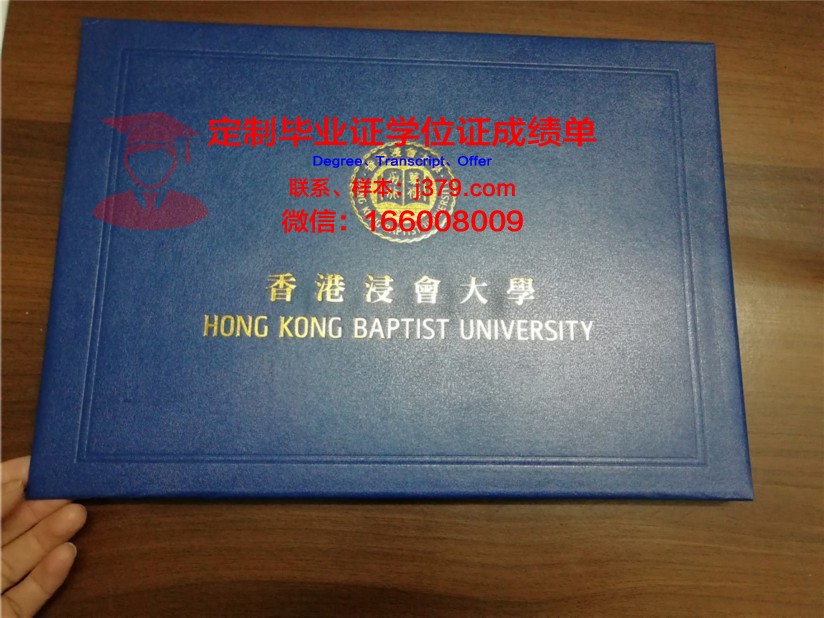 定制毕业证学位证成绩单
Degree、Transcript、Offer
联系、样本：j379.com
微信：166008009
香港浸會大學
HONG KONG BAPTIST UNIVERSITY